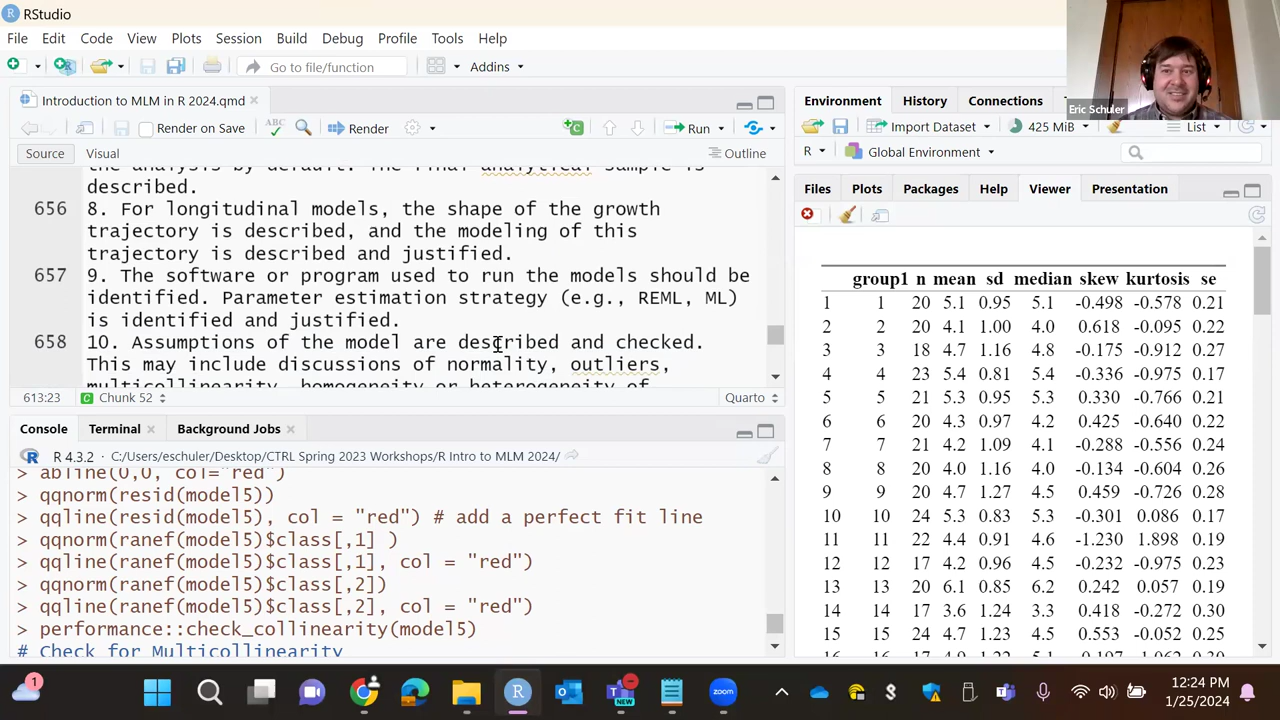 RStudio
File Edit Code View Plots Session Build Debug Profile Tools Help
Go to file/function Addins
Eric Schuler
Introduction to MLM in R 2024.qmd
Render on Save ABC Render Run
Source Visual Outline
described.
656 8. For longitudinal models, the shape of the growth
trajectory is described, and the modeling of this
trajectory is described and justified.
657 9. The software or program used to run the models should be
identified. Parameter estimation strategy (e.g., REML, ML)
is identified and justified.
658 10. Assumptions of the model are described and checked.
This may include discussions of normality, outliers,
multicollinearity, homogeneity or heterogeneity of
613:23 Chunk 52 Quarto
Console Terminal Background Jobs
R 4.3.2 · C:/Users/eschuler/Desktop/CTRL Spring 2023 Workshops/R Intro to MLM 2024/
> abline(0,0, col="red")
> qqnorm(resid(model5))
> qqline(resid(model5), col = "red") # add a perfect fit line
> qqnorm(ranef(model5)$class[,1] )
> qqline(ranef(model5)$class[,1], col = "red")
> qqnorm(ranef(model5)$class[,2])
> qqline(ranef(model5)$class[,2], col = "red")
> performance::check_collinearity(model5)
# Check for Multicollinearity
Environment History Connections
Import Dataset 425 MiB List
R Global Environment
Files Plots Packages Help Viewer Presentation
group1 n mean sd median skew kurtosis se
1 1 20 5.1 0.95 5.1 -0.498 -0.578 0.21
2 2 20 4.1 1.00 4.0 0.618 -0.095 0.22
3 3 18 4.7 1.16 4.8 -0.175 -0.912 0.27
4 4 23 5.4 0.81 5.4 -0.336 -0.975 0.17
5 5 21 5.3 0.95 5.3 0.330 -0.766 0.21
6 6 20 4.3 0.97 4.2 0.425 -0.640 0.22
7 7 21 4.2 1.09 4.1 -0.288 -0.556 0.24
8 8 20 4.0 1.16 4.0 -0.134 -0.604 0.26
9 9 20 4.7 1.27 4.5 0.459 -0.726 0.28
10 10 24 5.3 0.83 5.3 -0.301 0.086 0.17
11 11 22 4.4 0.91 4.6 -1.230 1.898 0.19
12 12 17 4.2 0.96 4.5 -0.232 -0.975 0.23
13 13 20 6.1 0.85 6.2 0.242 0.057 0.19
14 14 17 3.6 1.24 3.3 0.418 -0.272 0.30
15 15 24 4.7 1.23 4.5 0.553 -0.052 0.25
1
NEW
zoom
12:24 PM
1/25/2024